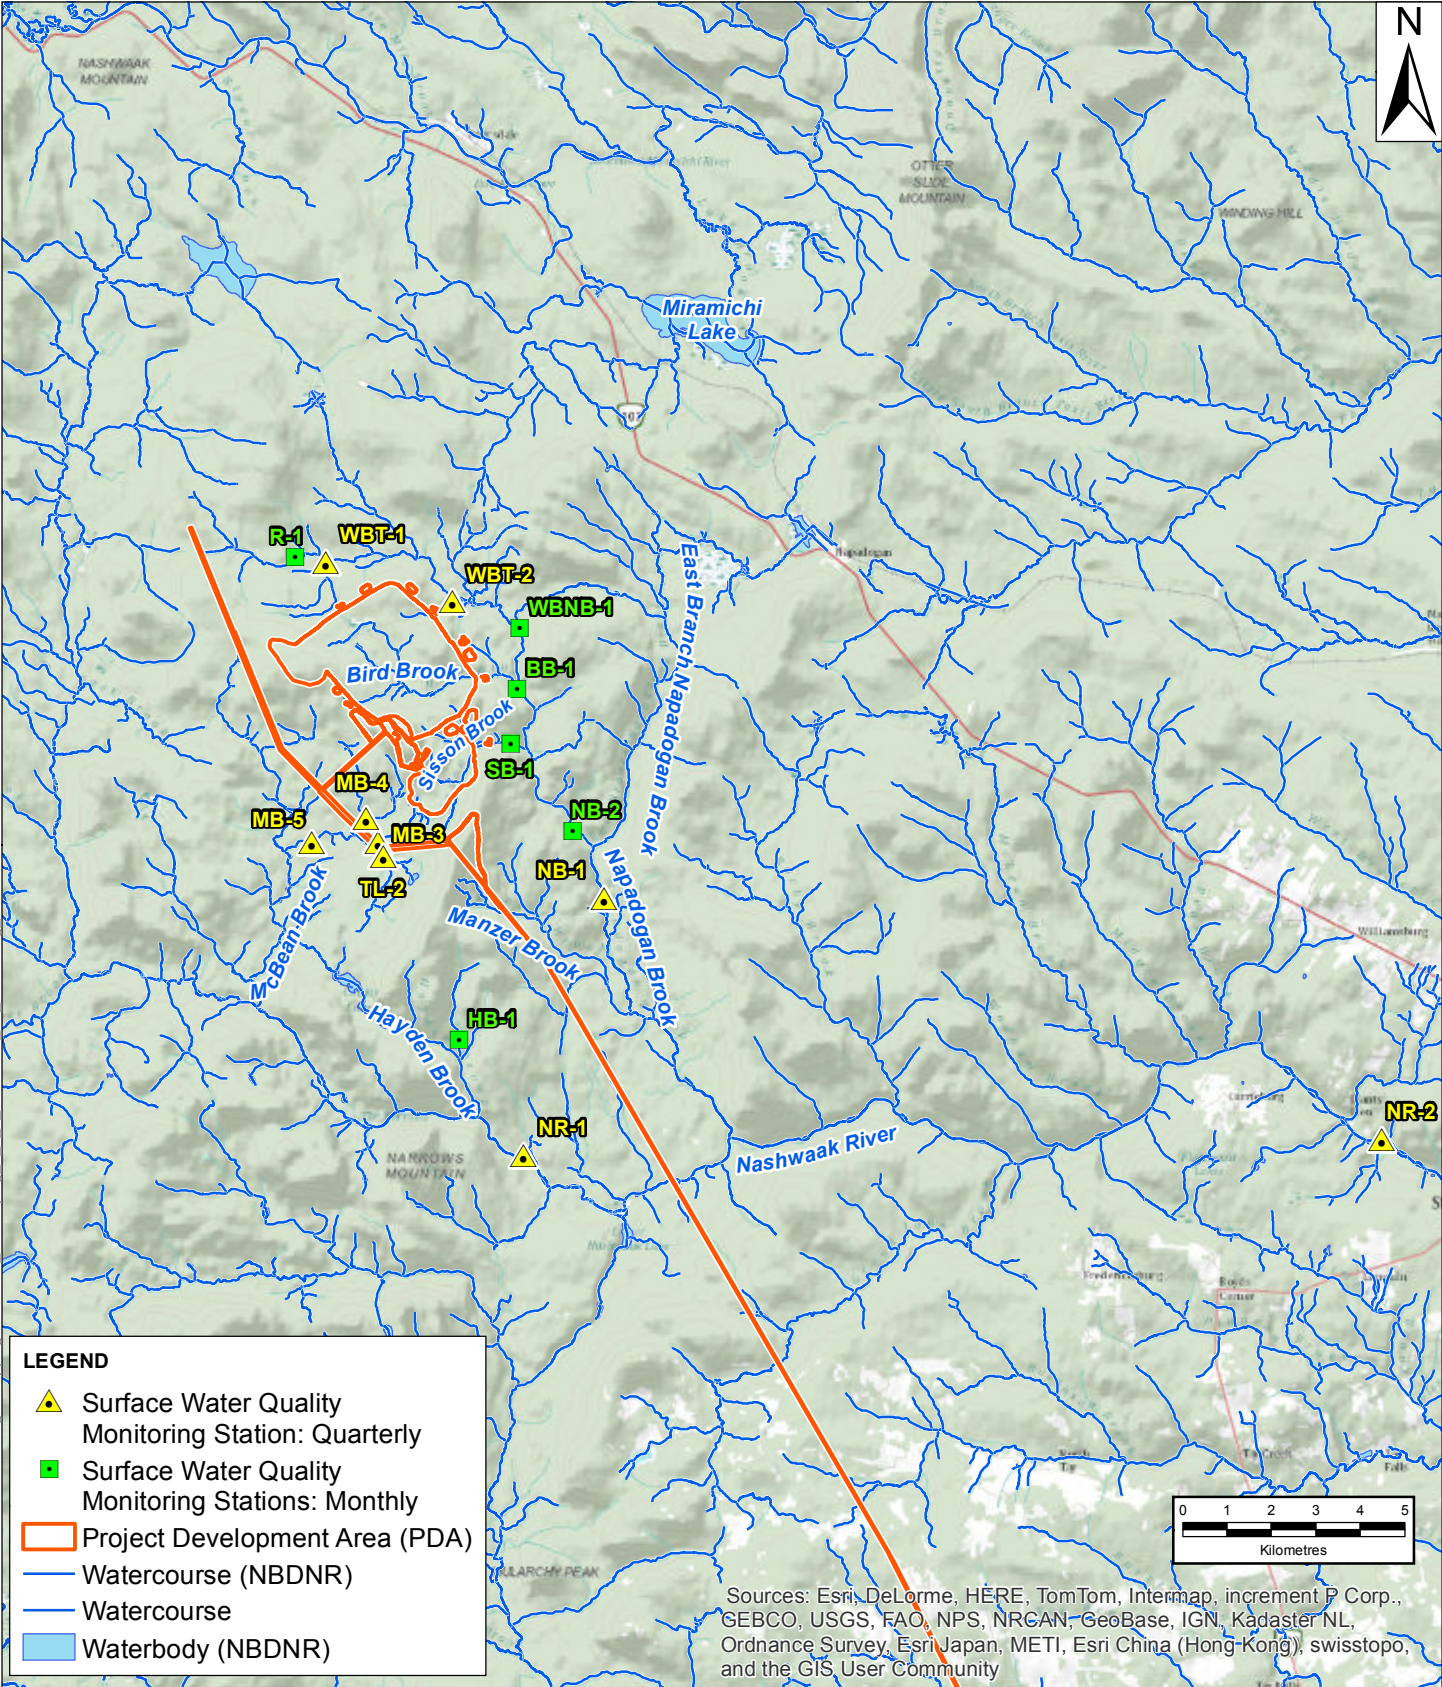 N
NASHWAAK
MOUNTAIN
OTTER
SLIDE
MOUNTAIN
WINDING HILL
Miramichi
Lake
107
Napadogan
R-1
WBT-1
WBT-2
WBNB-1
BB-1
Bird Brook
Sisson Brook
SB-1
East Branch Napadogan Brook
MB-4
MB-5
MB-3
NB-2
NB-1
TL-2
McBean Brook
Manzer Brook
Napadogan Brook
Williamsburg
Hayden Brook
HB-1
NR-1
NR-2
NARROWS
MOUNTAIN
Nashwaak River
Currieburg
Boyds
Corner
LEGEND
Surface Water Quality
Monitoring Station: Quarterly
Surface Water Quality
Monitoring Stations: Monthly
Project Development Area (PDA)
Watercourse (NBDNR)
Watercourse
Waterbody (NBDNR)
PEAK
Falls
0 1 2 3 4 5
Kilometres
Sources: Esri, DeLorme, HERE, TomTom, Intermap, increment P Corp.,
GEBCO, USGS, FAO, NPS, NRCAN, GeoBase, IGN, Kadaster NL,
Ordnance Survey, Esri Japan, METI, Esri China (Hong Kong), swisstopo,
and the GIS User Community